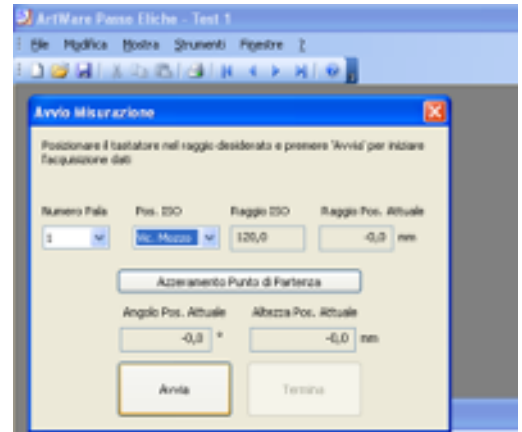 ArtWare Passo Eliche - Test 1
File Modifica Mostra Strumenti Finestre ?
Avvio Misurazione
Posizionare il tastatore nel raggio desiderato e premere 'Avvia' per iniziare
l'acquisizione dati
Numero Pala Pos. ISO Raggio ISO Raggio Pos. Attuale
1 Vic. Mozzo 120,0 -0,0 mm
Azzeramento Punto di Partenza
Angolo Pos. Attuale Altezza Pos. Attuale
-0,0 ° -0,0 mm
Avvia Termina